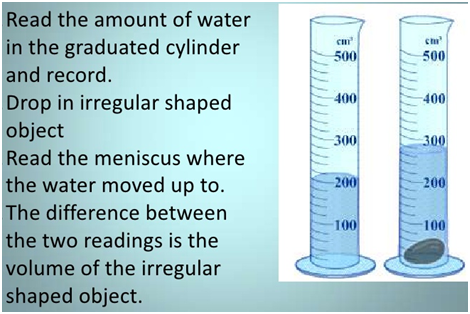 Read the amount of water
in the graduated cylinder
and record.
Drop in irregular shaped
object
Read the meniscus where
the water moved up to.
The difference between
the two readings is the
volume of the irregular
shaped object.
cm³
500
400
300
200
100
cm³
500
400
300
200
100